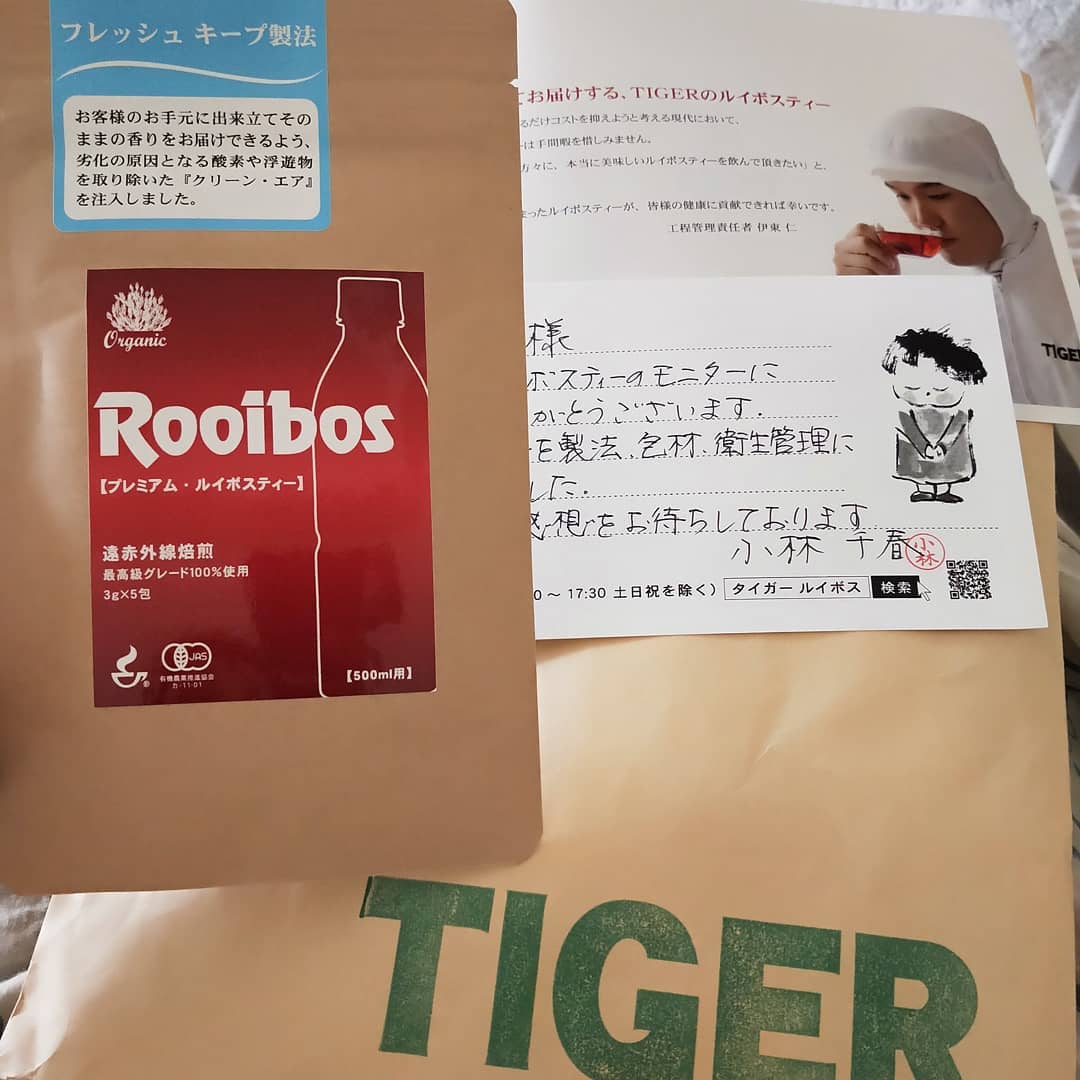 フレッシュ キープ製法
お客様のお手元に出来立てその
ままの香りをお届けできるよう、
劣化の原因となる酸素や浮遊物
を取り除いた『クリーン・エア』
を注入しました。
Organic
Rooibos
【プレミアム・ルイボスティー】
遠赤外線焙煎
最高級グレード100%使用
3g×5包
JAS
有機農業推進協会
カ-11-01
【500ml用】
てお届けする、TIGERのルイボスティー
るだけコストを抑えようと考える現代において、
ーは手間暇を惜しみません。
方々に、本当に美味しいルイボスティーを飲んで頂きたい」と、
まったルイボスティーが、皆様の健康に貢献できれば幸いです。
工程管理責任者 伊東 仁
TIGE
様
ボスティーのモニターに
がとうございます.
を製法、包材、衛生管理に
した.
感想をお待ちしております
小林 千春
小林
0～17:30 土日祝を除く）
タイガー ルイボス
検索
TIGER